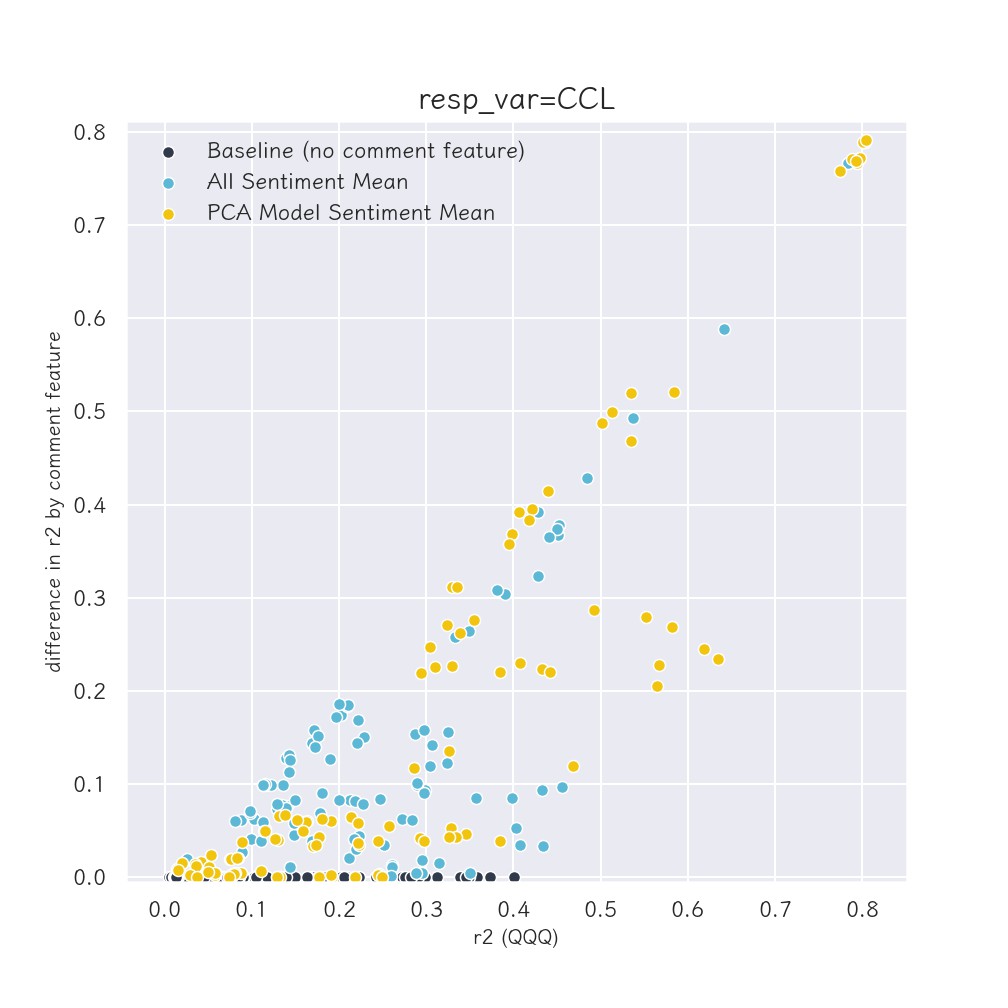 resp_var=CCL
Baseline (no comment feature)
All Sentiment Mean
PCA Model Sentiment Mean
difference in r2 by comment feature
0.8
0.7
0.6
0.5
0.4
0.3
0.2
0.1
0.0
0.0 0.1 0.2 0.3 0.4 0.5 0.6 0.7 0.8
r2 (QQQ)